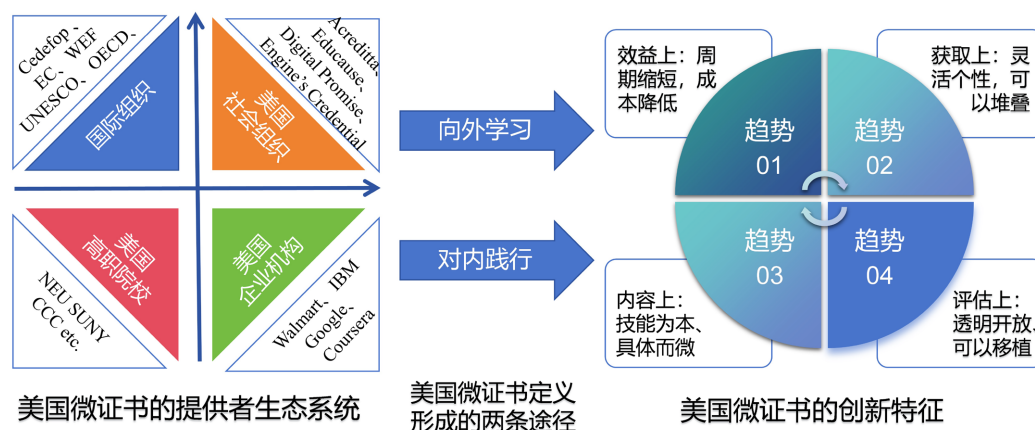 Cedefop、
EC、WEF
UNESCO、OECD、
国际组织
Acreditta、
Educause、
Digital Promise、
Engine's Credential
美国
社会组织
美国
高职院校
NEU SUNY
CCC etc.
美国
企业机构
Walmart、IBM
Google、
Coursera
美国微证书的提供者生态系统
向外学习
对内践行
美国微证书定义
形成的两条途径
效益上：周
期缩短，成
本降低
获取上：灵
活个性，可
以堆叠
趋势
01
趋势
02
趋势
03
趋势
04
内容上：
技能为本、
具体而微
评估上：
透明开放、
可以移植
美国微证书的创新特征